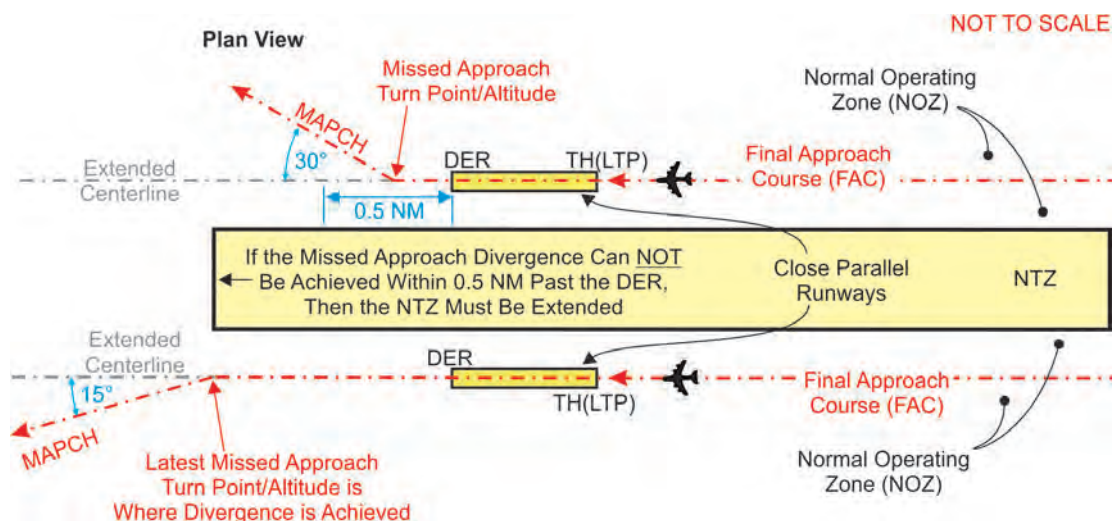 NOT TO SCALE
Plan View
Missed Approach
Turn Point/Altitude
Normal Operating
Zone (NOZ)
MAPCH
30°
Extended
Centerline
DER
TH(LTP)
Final Approach
Course (FAC)
0.5 NM
If the Missed Approach Divergence Can NOT
Be Achieved Within 0.5 NM Past the DER,
Then the NTZ Must Be Extended
Close Parallel
Runways
NTZ
Extended
Centerline
DER
TH(LTP)
15°
MAPCH
Final Approach
Course (FAC)
Latest Missed Approach
Turn Point/Altitude is
Where Divergence is Achieved
Normal Operating
Zone (NOZ)